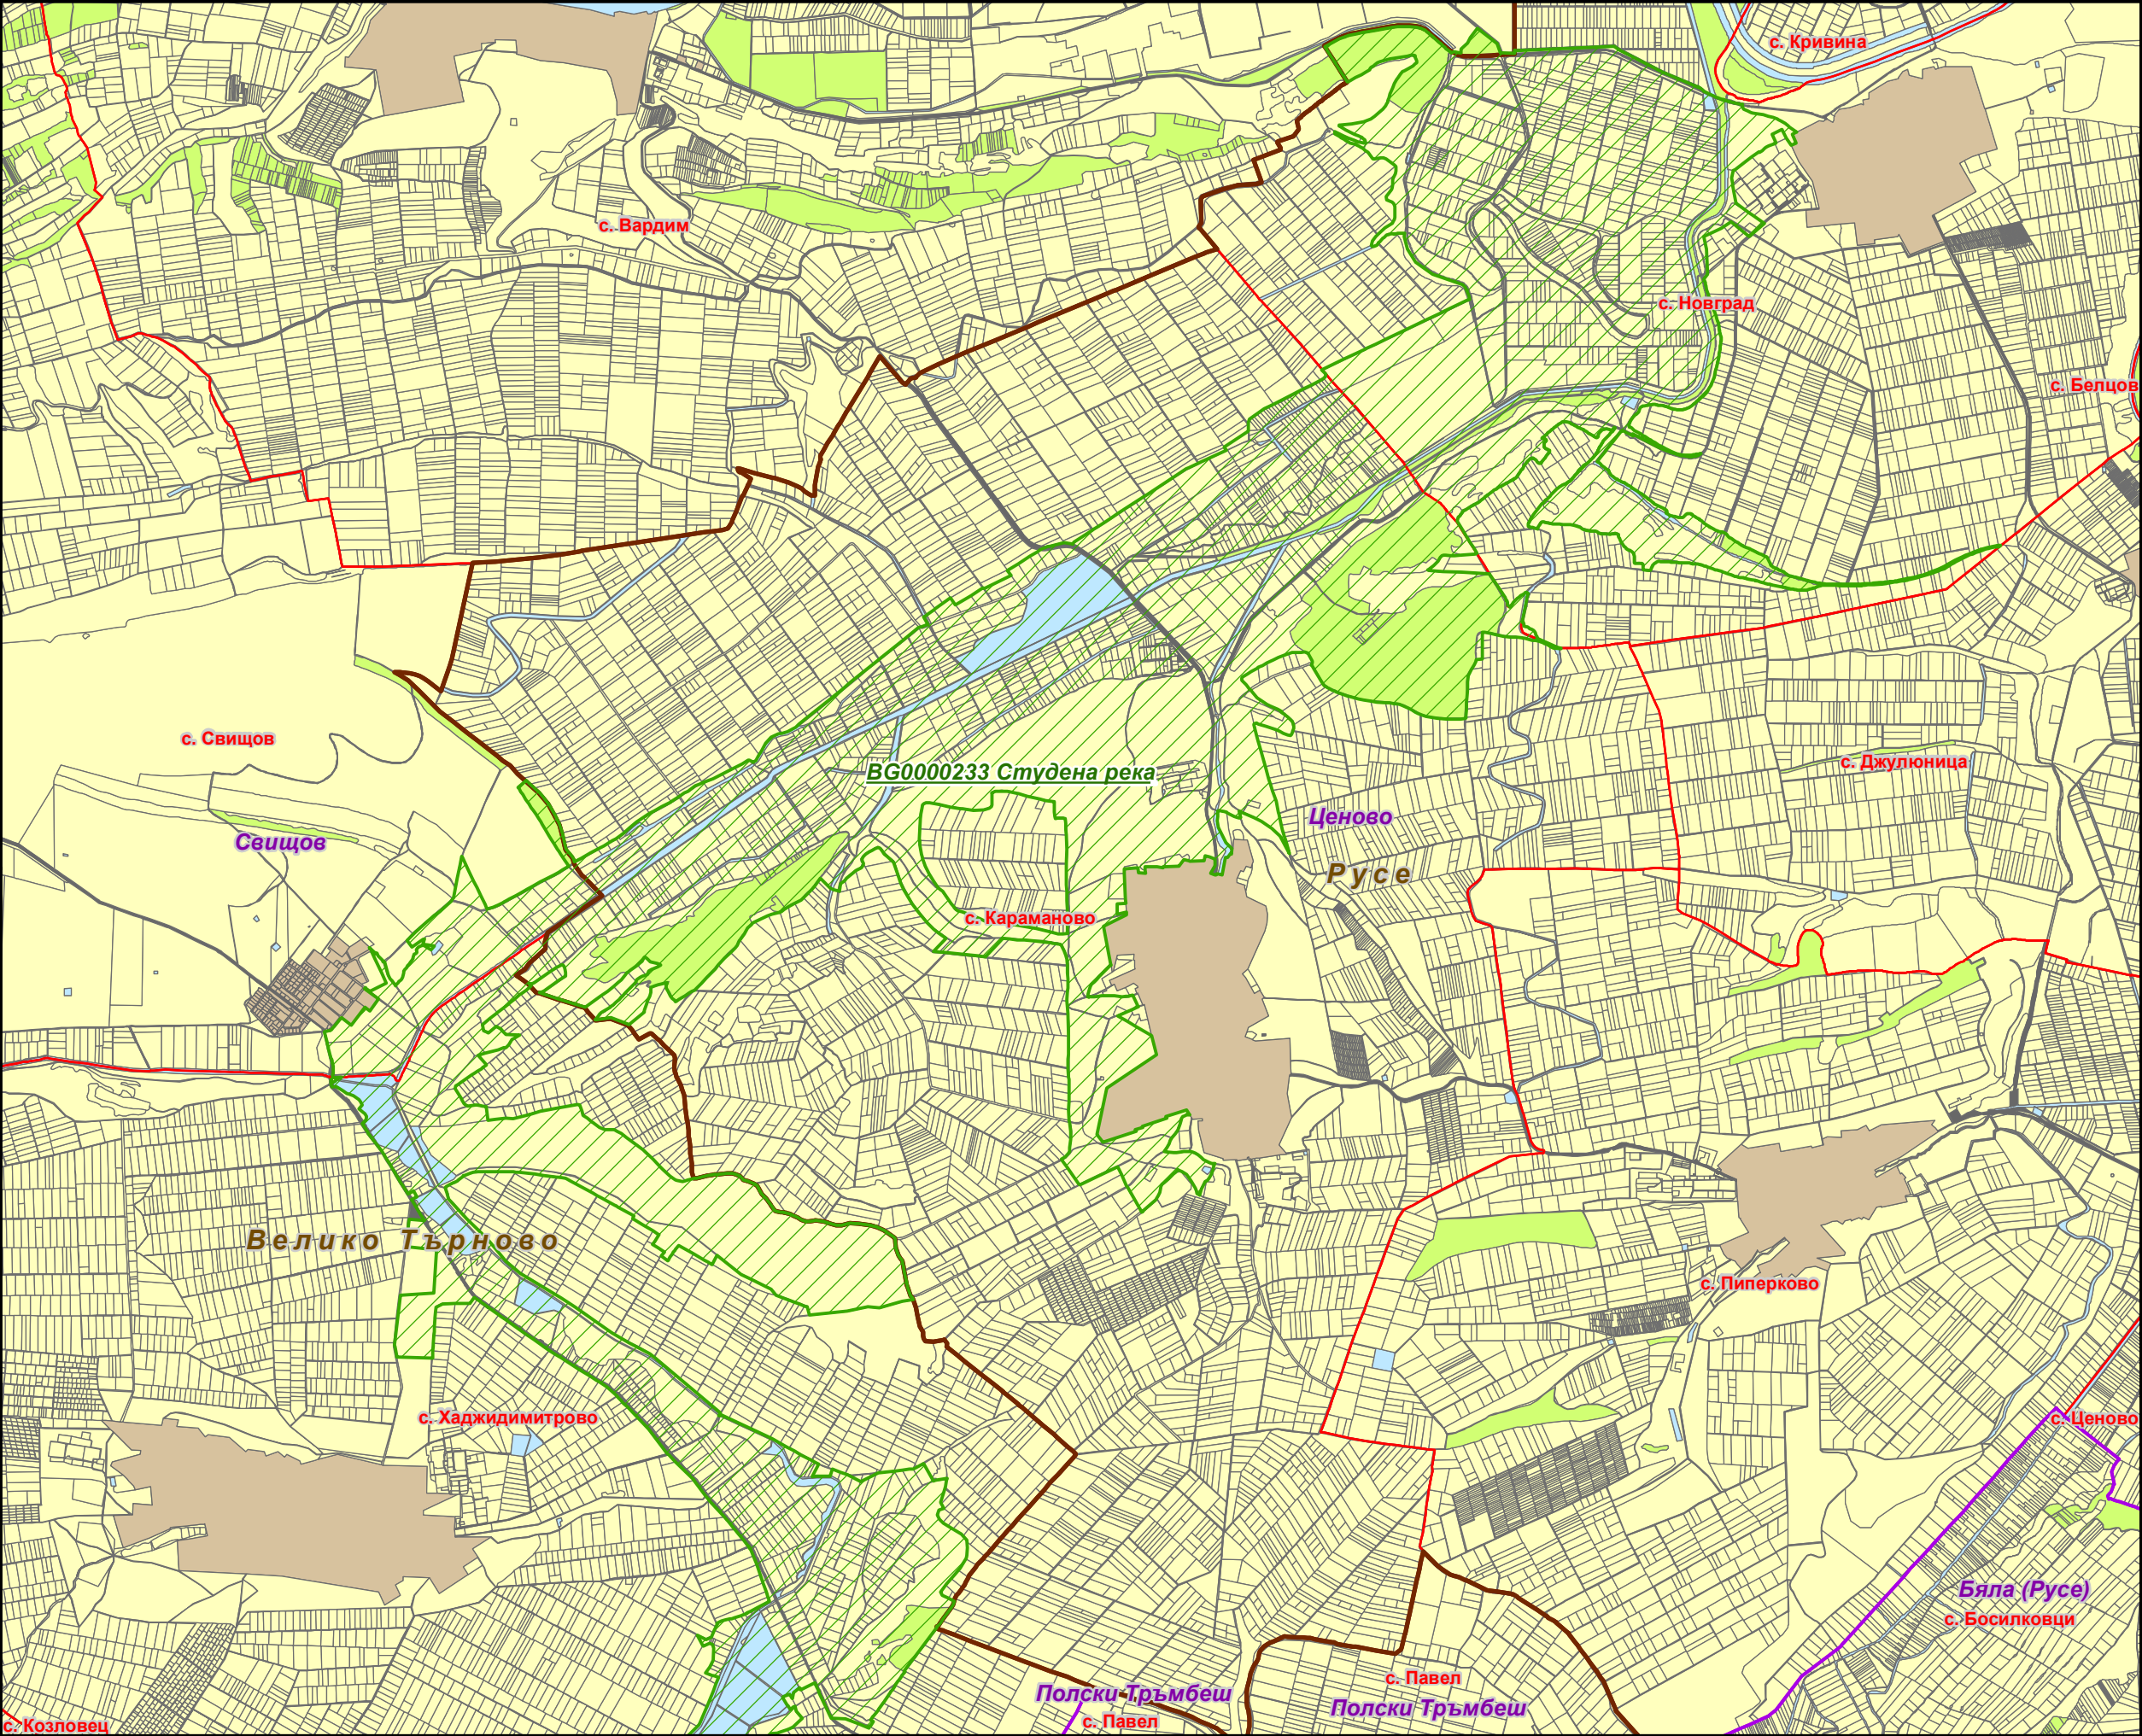 с. Кривина
с. Вардим
с. Новград
с. Белцов
с. Свищов
с. Джулюница
BG0000233 Студена река
Ценово
Свищов
Русе
с. Караманово
Велико Търново
с. Пиперково
с. Хаджидимитрово
с. Ценово
Бяла (Русе)
с. Босилковци
с. Павел
Полски Тръмбеш
Полски Тръмбеш
с. Павел
с. Козловец